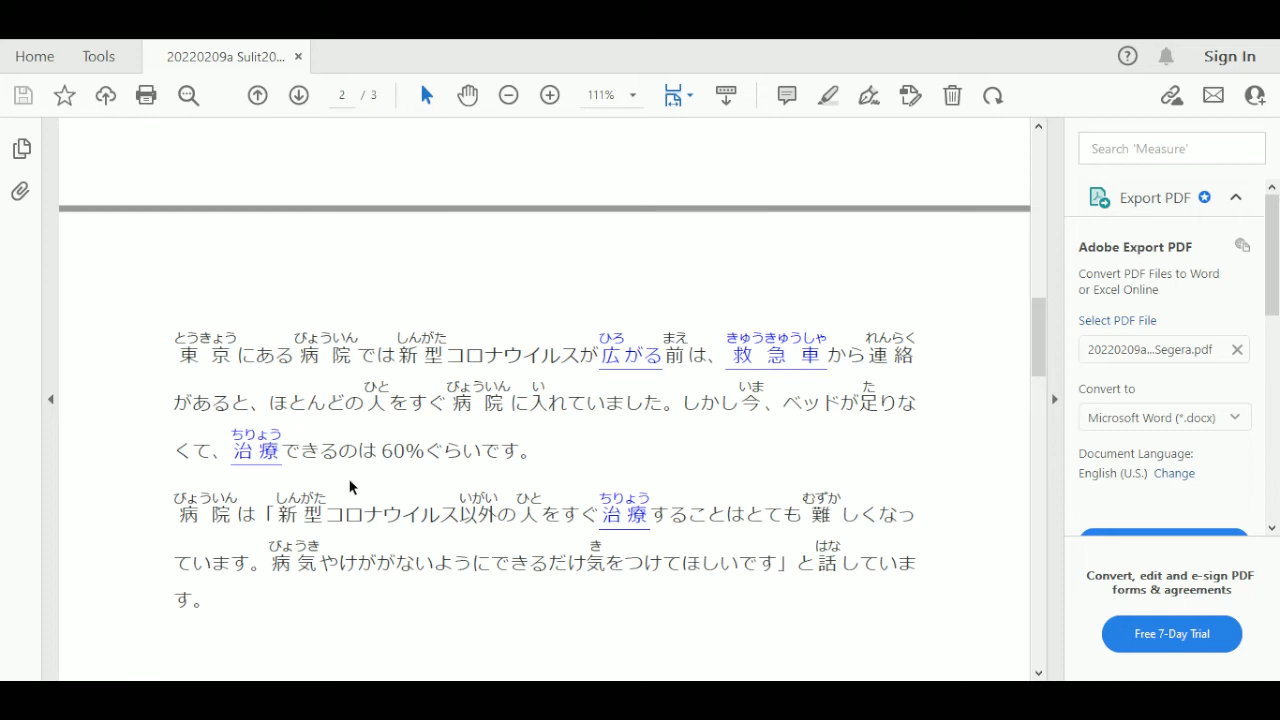 Home Tools 20220209a Sulit20... × Sign In
2 / 3 111%
Search 'Measure'
Export PDF
Adobe Export PDF
Convert PDF Files to Word
or Excel Online
Select PDF File
20220209a...Segera.pdf
Convert to
Microsoft Word (*.docx)
Document Language:
English (U.S.) Change
Convert, edit and e-sign PDF
forms & agreements
Free 7-Day Trial
とうきょう びょういん しんがた ひろ まえ きゅうきゅうしゃ れんらく
東京にある病院では新型コロナウイルスが広がる前は、救急車から連絡
ひと びょういん い いま た
があると、ほとんどの人をすぐ病院に入れていました。しかし今、ベッドが足りな
ちりょう
くて、治療できるのは 60%ぐらいです。
びょういん しんがた いがい ひと ちりょう むずか
病院は「新型コロナウイルス以外の人をすぐ治療することはとても難しくなっ
びょうき き はな
ています。病気やけががないようにできるだけ気をつけてほしいです」と話していま
す。